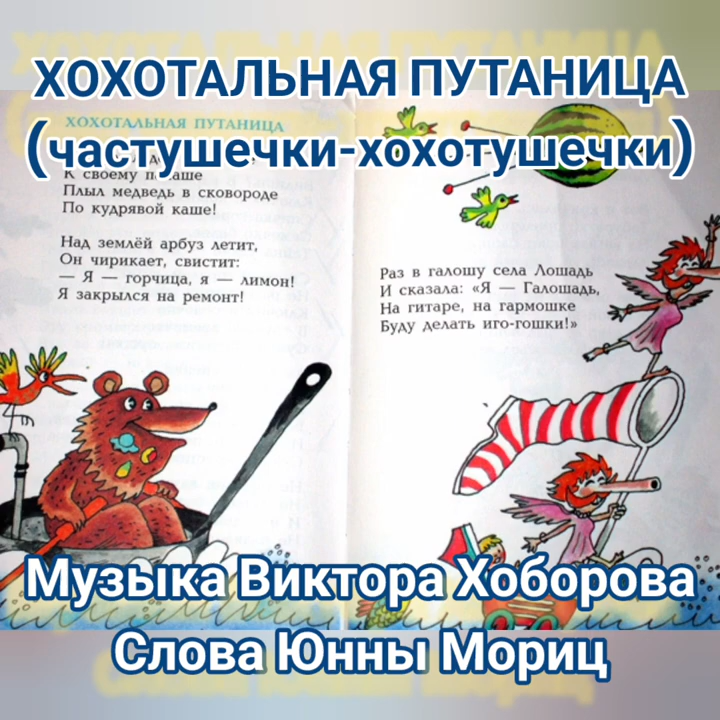 ХОХОТАЛЬНАЯ ПУТАНИЦА
ХОХОТАЛЬНАЯ ПУТАНИЦА
(частушечки-хохотушечки)
К своему
Плыл медведь в сковороде
По кудрявой каше!
Над землёй арбуз летит,
Он чирикает, свистит:
— Я — горчица, я — лимон!
Я закрылся на ремонт!
Раз в галошу села Лошадь
И сказала: «Я — Галошадь,
На гитаре, на гармошке
Буду делать иго-гошки!»
Музыка Виктора Хоборова
Слова Юнны Мориц